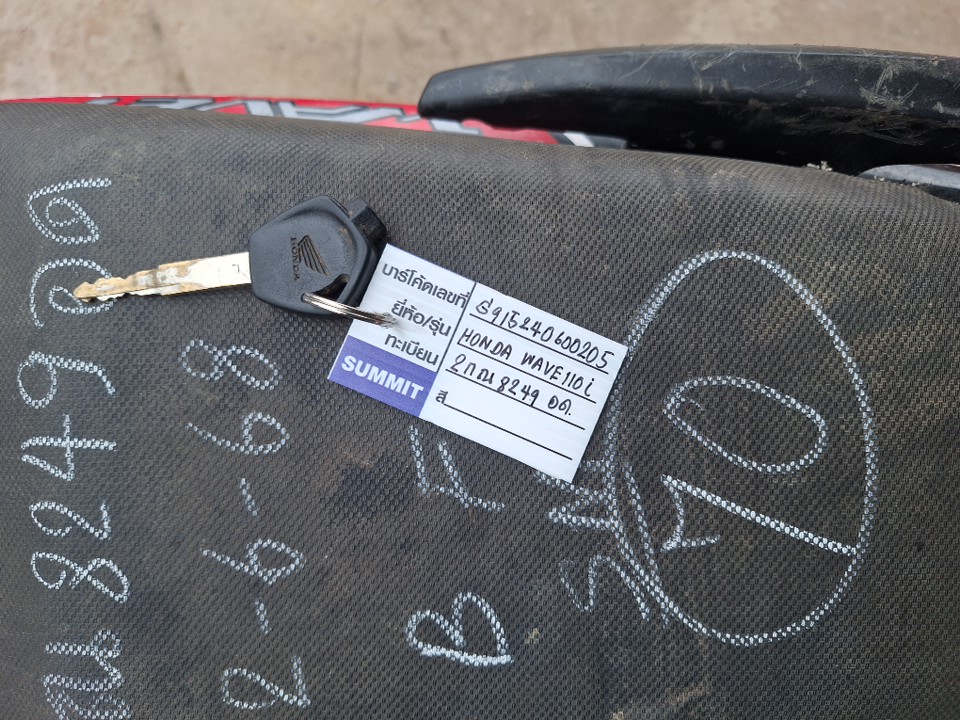 WAVE
HONDA
บาร์โค้ดเลขที่ S915240600205
ยี่ห้อ/รุ่น HONDA WAVE110i
ทะเบียน 2กณ 8249 อด.
SUMMIT
สี
8249 อด
2-6-68
B
10